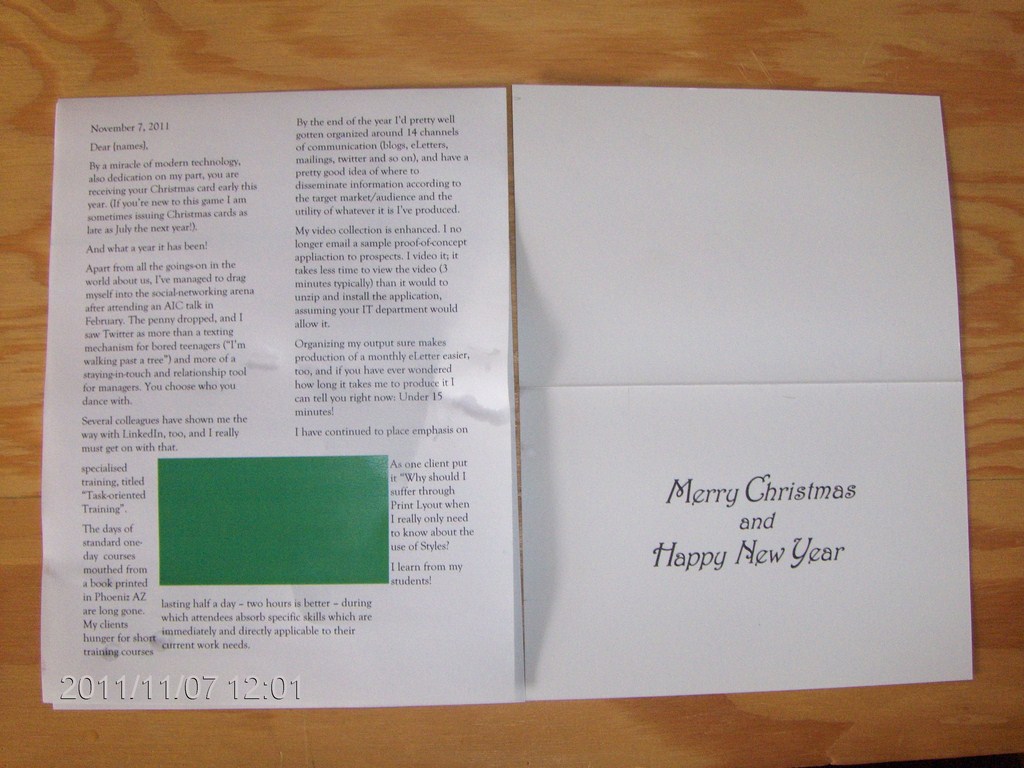 November 7, 2011
Dear [names],
By a miracle of modern technology,
also dedication on my part, you are
receiving your Christmas card early this
year. (If you're new to this game I am
sometimes issuing Christmas cards as
late as July the next year!).
And what a year it has been!
Apart from all the goings-on in the
world about us, I've managed to drag
myself into the social-networking arena
after attending an AIC talk in
February. The penny dropped, and I
saw Twitter as more than a texting
mechanism for bored teenagers ("I'm
walking past a tree") and more of a
staying-in-touch and relationship tool
for managers. You choose who you
dance with.
Several colleagues have shown me the
way with LinkedIn, too, and I really
must get on with that.
By the end of the year I'd pretty well
gotten organized around 14 channels
of communication (blogs, eLetters,
mailings, twitter and so on), and have a
pretty good idea of where to
disseminate information according to
the target market/audience and the
utility of whatever it is I've produced.
My video collection is enhanced. I no
longer email a sample proof-of-concept
appliaction to prospects. I video it; it
takes less time to view the video (3
minutes typically) than it would to
unzip and install the application,
assuming your IT department would
allow it.
Organizing my output sure makes
production of a monthly eLetter easier,
too, and if you have ever wondered
how long it takes me to produce it I
can tell you right now: Under 15
minutes!
I have continued to place emphasis on
specialised
training, titled
"Task-oriented
Training".
The days of
standard one-
day courses
mouthed from
a book printed
in Phoeniz AZ
are long gone.
My clients
hunger for short
training courses
lasting half a day – two hours is better – during
which attendees absorb specific skills which are
immediately and directly applicable to their
current work needs.
As one client put
it "Why should I
suffer through
Print Lyout when
I really only need
to know about the
use of Styles?
I learn from my
students!
Merry Christmas
and
Happy New Year
2011/11/07 12:01